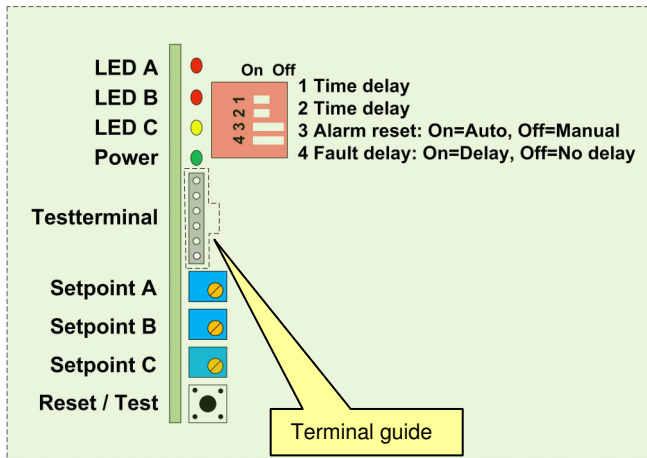 LED A
LED B
LED C
Power
On Off
4 3 2 1
1 Time delay
2 Time delay
3 Alarm reset: On=Auto, Off=Manual
4 Fault delay: On=Delay, Off=No delay
Testterminal
Setpoint A
Setpoint B
Setpoint C
Reset / Test
Terminal guide